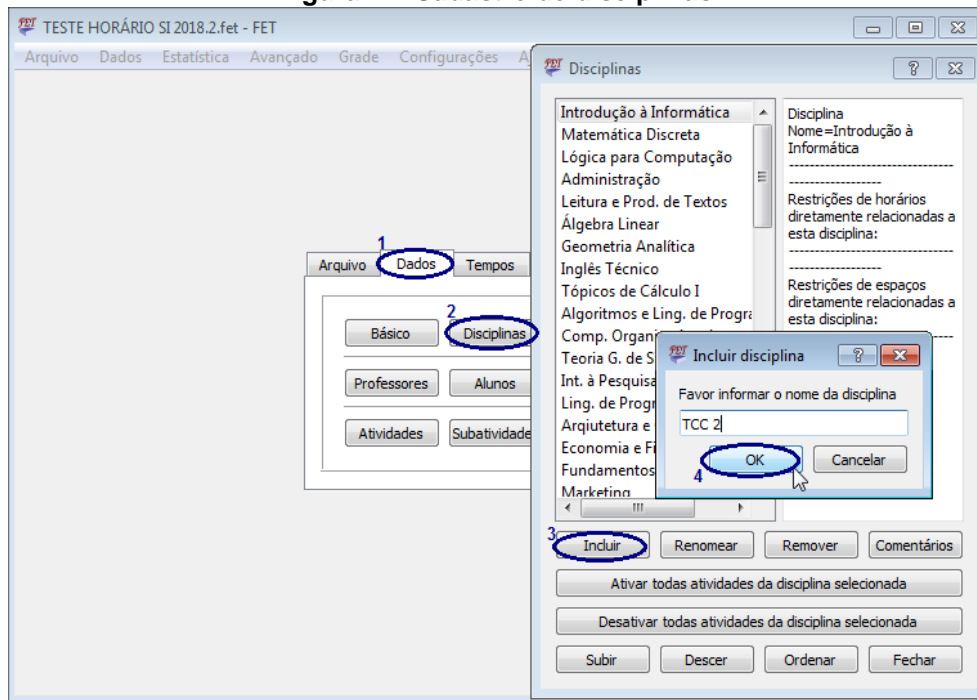 TESTE HORÁRIO SI 2018.2.fet - FET
Arquivo Dados Estatística Avançado Grade Configurações
Disciplinas
Introdução à Informática
Matemática Discreta
Lógica para Computação
Administração
Leitura e Prod. de Textos
Álgebra Linear
Geometria Analítica
Inglês Técnico
Tópicos de Cálculo I
Algoritmos e Ling. de Progra
Comp. Organ
Teoria G. de S
Int. à Pesquisa
Ling. de Progr
Arqiutetura e
Economia e Fi
Fundamentos
Marketing
Disciplina
Nome=Introdução à
Informática
---------------------------------
------------------
Restrições de horários
diretamente relacionadas a
esta disciplina:
---------------------------------
------------------
Restrições de espaços
diretamente relacionadas a
esta disciplina:
1
Arquivo Dados Tempos
2
Básico Disciplinas
Professores Alunos
Atividades Subatividade
Incluir disciplina
Favor informar o nome da disciplina
TCC 2
OK Cancelar
4
3
Incluir Renomear Remover Comentários
Ativar todas atividades da disciplina selecionada
Desativar todas atividades da disciplina selecionada
Subir Descer Ordenar Fechar